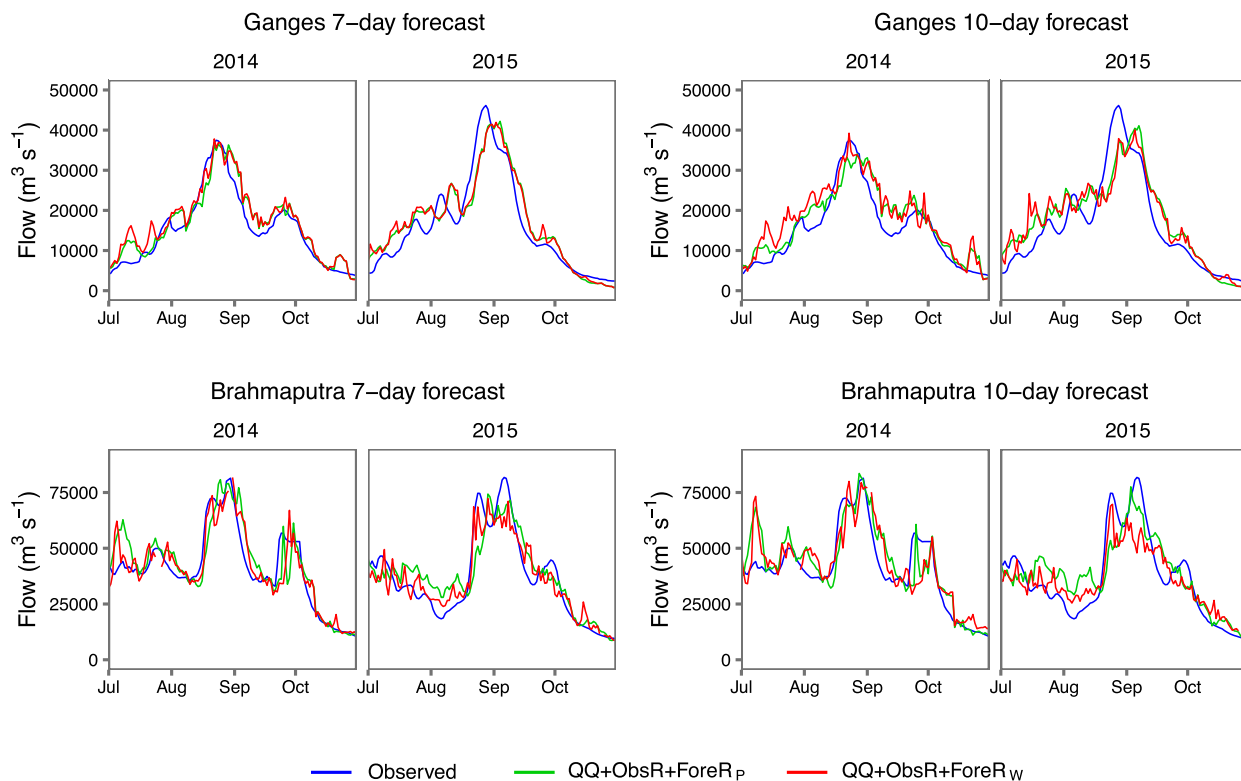 Ganges 7−day forecast
Ganges 10−day forecast
2014
2015
2014
2015
Flow (m³ s⁻¹)
50000
40000
30000
20000
10000
0
Jul Aug Sep Oct
Jul Aug Sep Oct
Flow (m³ s⁻¹)
50000
40000
30000
20000
10000
0
Jul Aug Sep Oct
Jul Aug Sep Oct
Brahmaputra 7−day forecast
Brahmaputra 10−day forecast
2014
2015
2014
2015
Flow (m³ s⁻¹)
75000
50000
25000
0
Jul Aug Sep Oct
Jul Aug Sep Oct
Flow (m³ s⁻¹)
75000
50000
25000
0
Jul Aug Sep Oct
Jul Aug Sep Oct
Observed QQ+ObsR+ForeR_P QQ+ObsR+ForeR_W